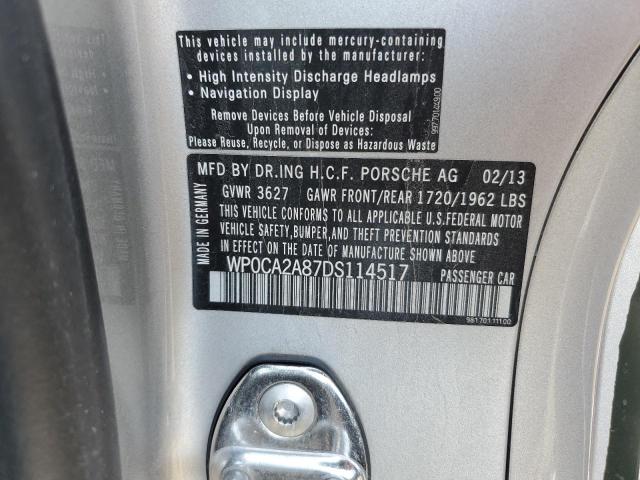 This vehicle may include mercury-containing
devices installed by the manufacturer:
• High Intensity Discharge Headlamps
• Navigation Display
Remove Devices Before Vehicle Disposal
Upon Removal of Devices:
Please Reuse, Recycle, or Dispose as Hazardous Waste
MFD BY DR.ING H.C.F. PORSCHE AG 02/13
GVWR 3627 GAWR FRONT/REAR 1720/1962 LBS
THIS VEHICLE CONFORMS TO ALL APPLICABLE U.S.FEDERAL MOTOR
VEHICLE SAFETY,BUMPER,AND THEFT PREVENTION STANDARDS
IN EFFECT ON THE DATE OF MANUFACTURE SHOWN ABOVE.
WP0CA2A87DS114517 PASSENGER CAR
MADE IN GERMANY
98170111100